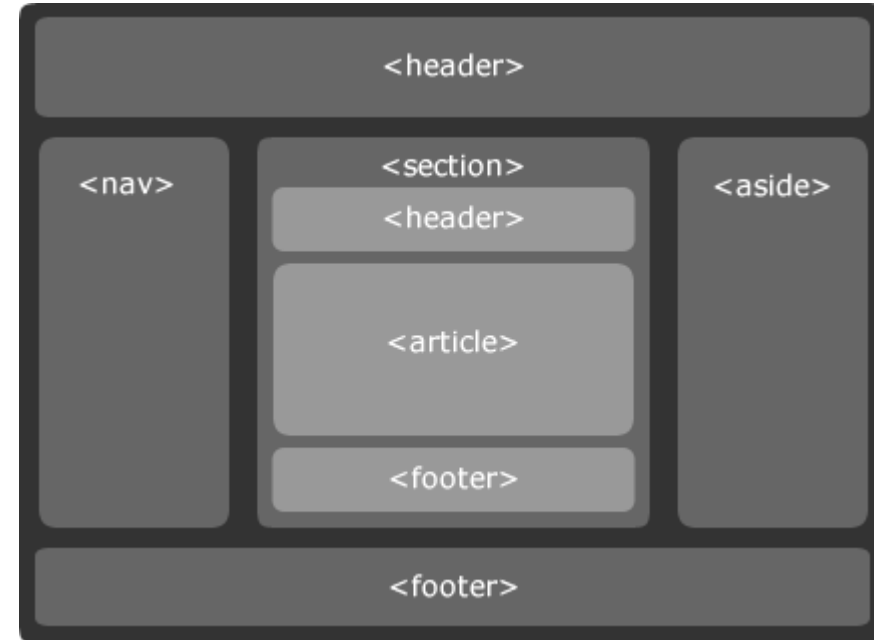 <header>
<nav>
<section>
<header>
<article>
<footer>
<aside>
<footer>